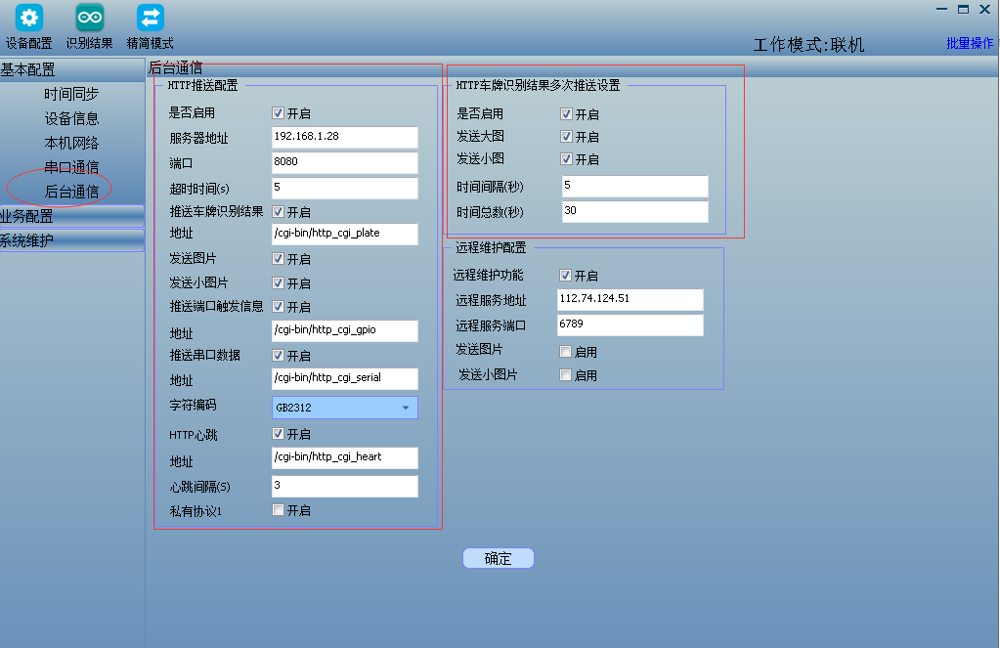 设备配置 识别结果 精简模式
工作模式:联机
批量操作
基本配置
时间同步
设备信息
本机网络
串口通信
后台通信
业务配置
系统维护
后台通信
HTTP推送配置
是否启用 开启
服务器地址 192.168.1.28
端口 8080
超时时间(s) 5
推送车牌识别结果 开启
地址 /cgi-bin/http_cgi_plate
发送图片 开启
发送小图片 开启
推送端口触发信息 开启
地址 /cgi-bin/http_cgi_gpio
推送串口数据 开启
地址 /cgi-bin/http_cgi_serial
字符编码 GB2312
HTTP心跳 开启
地址 /cgi-bin/http_cgi_heart
心跳间隔(S) 3
私有协议1 开启
HTTP车牌识别结果多次推送设置
是否启用 开启
发送大图 开启
发送小图 开启
时间间隔(秒) 5
时间总数(秒) 30
远程维护配置
远程维护功能 开启
远程服务地址 112.74.124.51
远程服务端口 6789
发送图片 启用
发送小图片 启用
确定